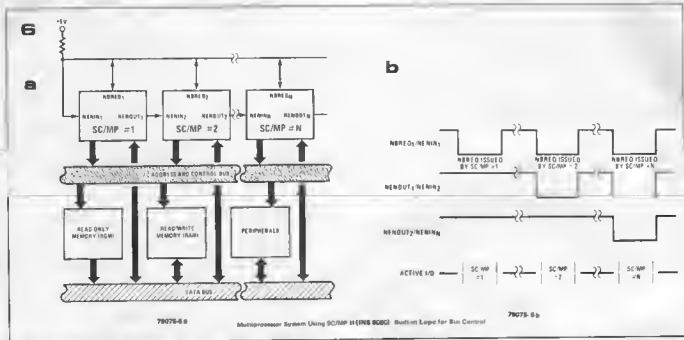 6
+5V
a
b
NBREQ1
NBREQ2
NBREQN
NENIN1
NENOUT1
NENIN2
NENOUT2
NENINN
NENOUTN
SC/MP #1
SC/MP #2
SC/MP #N
ADDRESS AND CONTROL BUS
READ ONLY
MEMORY (ROM)
READ/WRITE
MEMORY (RAM)
PERIPHERALS
DATA BUS
79075-6a
NBREQ1/NENIN1
NBREQ ISSUED
BY SC/MP #1
NBREQ ISSUED
BY SC/MP
NBREQ ISSUED
BY SC/MP #N
NENOUT1/NENIN2
NENOUT2/NENINN
ACTIVE I/O
SC/MP
#1
SC/MP
SC/MP
#N
79075-6b
Multiprocessor System Using SC/MP II (INS 8060) Built-in Logic for Bus Control